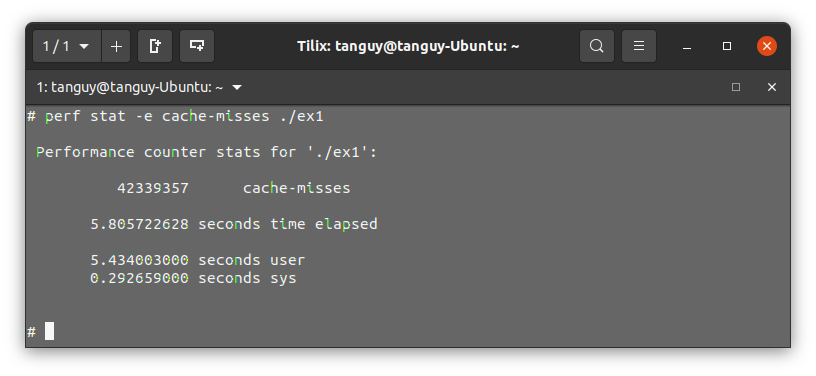 1 / 1
Tilix: tanguy@tanguy-Ubuntu: ~
1: tanguy@tanguy-Ubuntu: ~
# perf stat -e cache-misses ./ex1
Performance counter stats for './ex1':
42339357 cache-misses
5.805722628 seconds time elapsed
5.434003000 seconds user
0.292659000 seconds sys
#